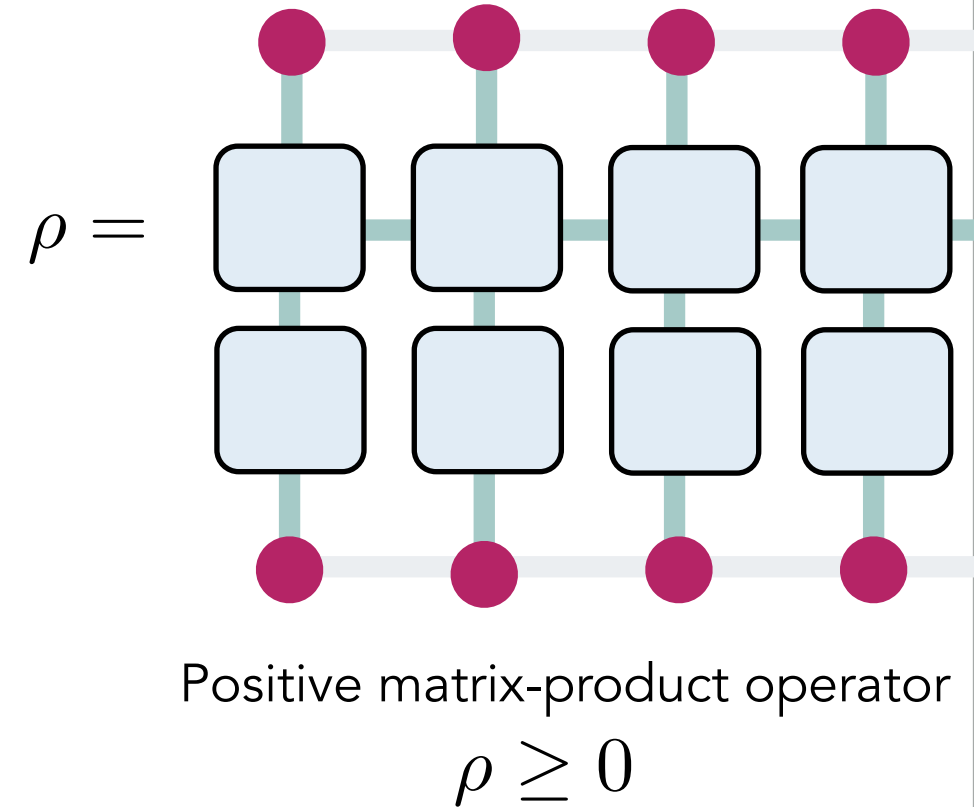 ρ =
Positive matrix-product operator
ρ ≥ 0